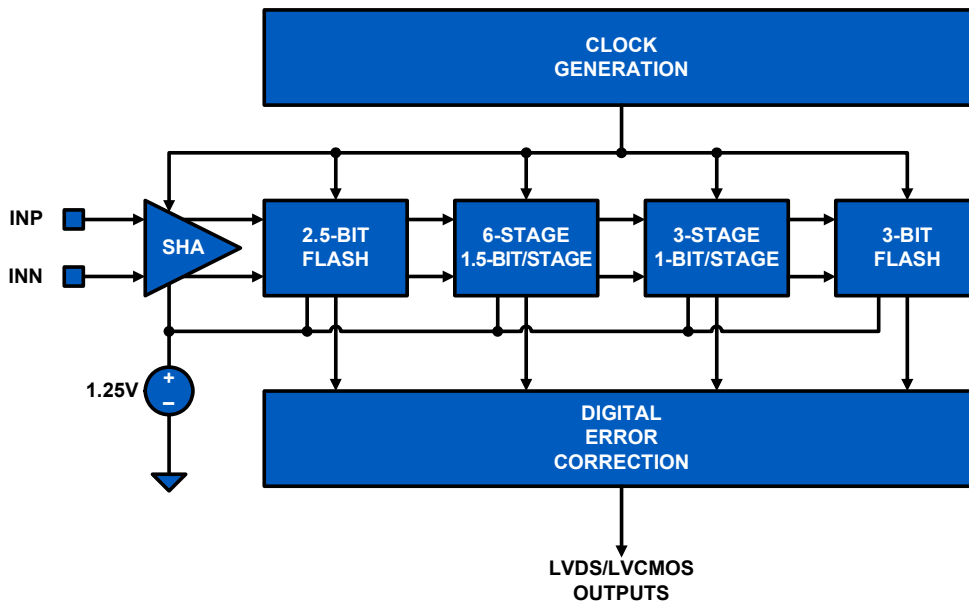 CLOCK
GENERATION
INP
INN
SHA
2.5-BIT
FLASH
6-STAGE
1.5-BIT/STAGE
3-STAGE
1-BIT/STAGE
3-BIT
FLASH
1.25V
+
−
DIGITAL
ERROR
CORRECTION
LVDS/LVCMOS
OUTPUTS